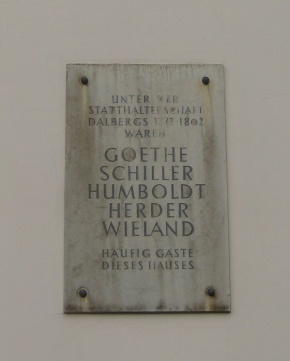 UNTER DER
STATTHALTERSCHAFT
DALBERGS 1772-1802
WAREN
GOETHE
SCHILLER
HUMBOLDT
HERDER
WIELAND
HÄUFIG GÄSTE
DIESES HAUSES